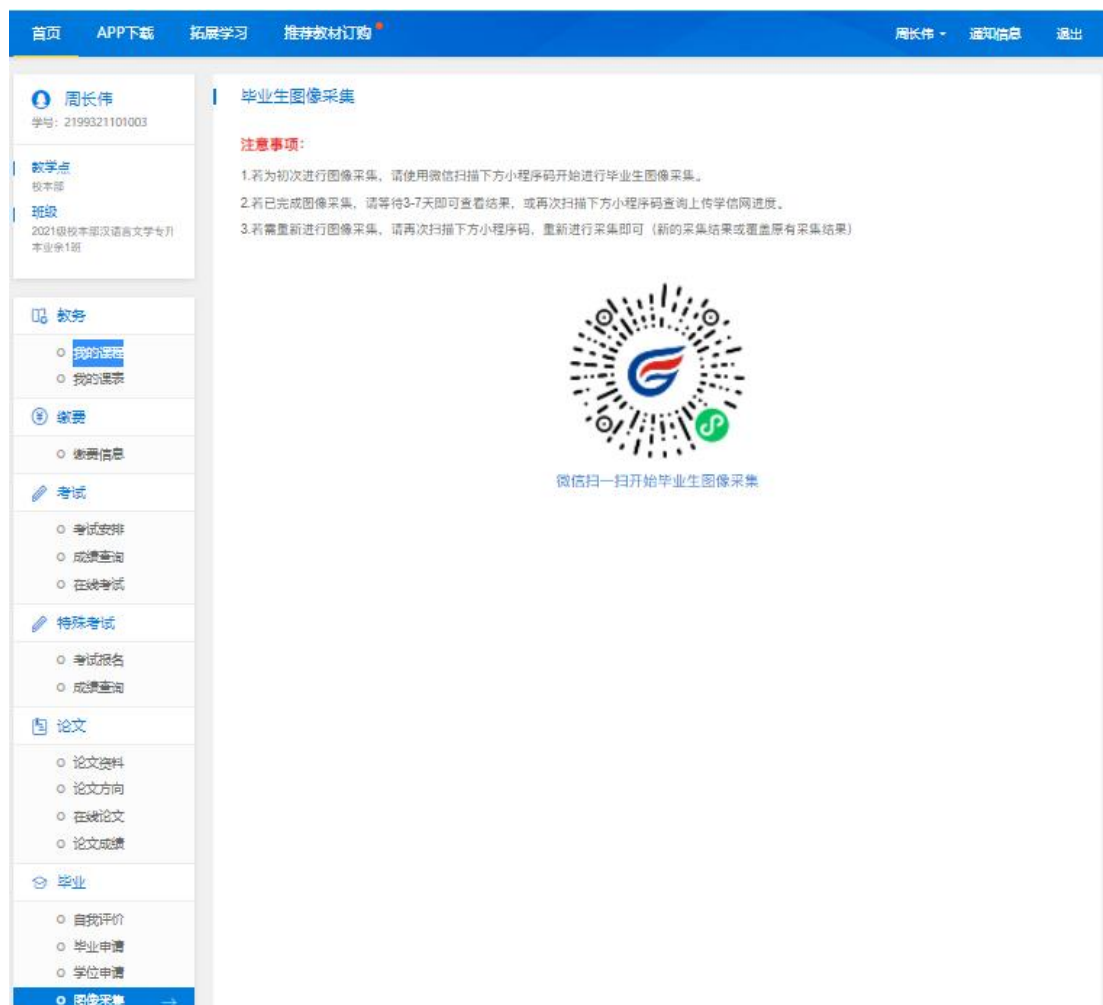 首页 APP下载 拓展学习 推荐教材订购 周长伟 通知信息 退出
周长伟
学号：2199321101003
教学点
校本部
班级
2021级校本部汉语言文学专升
本业余1班
教务
我的课程
我的课表
缴费
缴费信息
考试
考试安排
成绩查询
在线考试
特殊考试
考试报名
成绩查询
论文
论文资料
论文方向
在线论文
论文成绩
毕业
自我评价
毕业申请
学位申请
图像采集
毕业生图像采集
注意事项：
1.若为初次进行图像采集，请使用微信扫描下方小程序码开始进行毕业生图像采集。
2.若已完成图像采集，请等待3-7天即可查看结果，或再次扫描下方小程序码查询上传学信网进度。
3.若需重新进行图像采集，请再次扫描下方小程序码，重新进行采集即可（新的采集结果或覆盖原有采集结果）
微信扫一扫开始毕业生图像采集